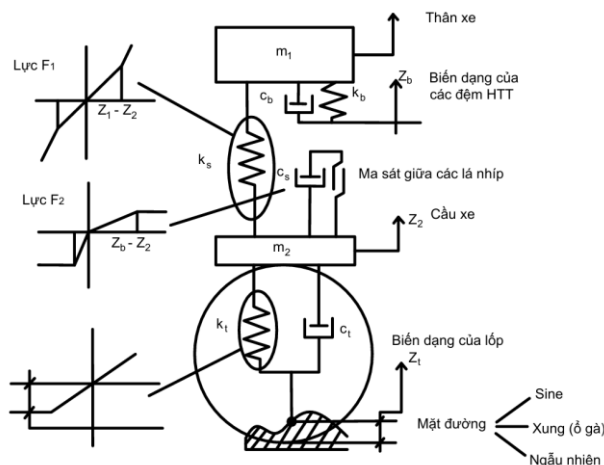 Thân xe
m1
Lực F1
Z1 - Z2
cb
kb
Zb
Biến dạng của
các đệm HTT
ks
cs
Ma sát giữa các lá nhíp
Lực F2
Zb - Z2
Z2
Cầu xe
m2
kt
ct
Biến dạng của lốp
Zt
Mặt đường
Sine
Xung (ổ gà)
Ngẫu nhiên